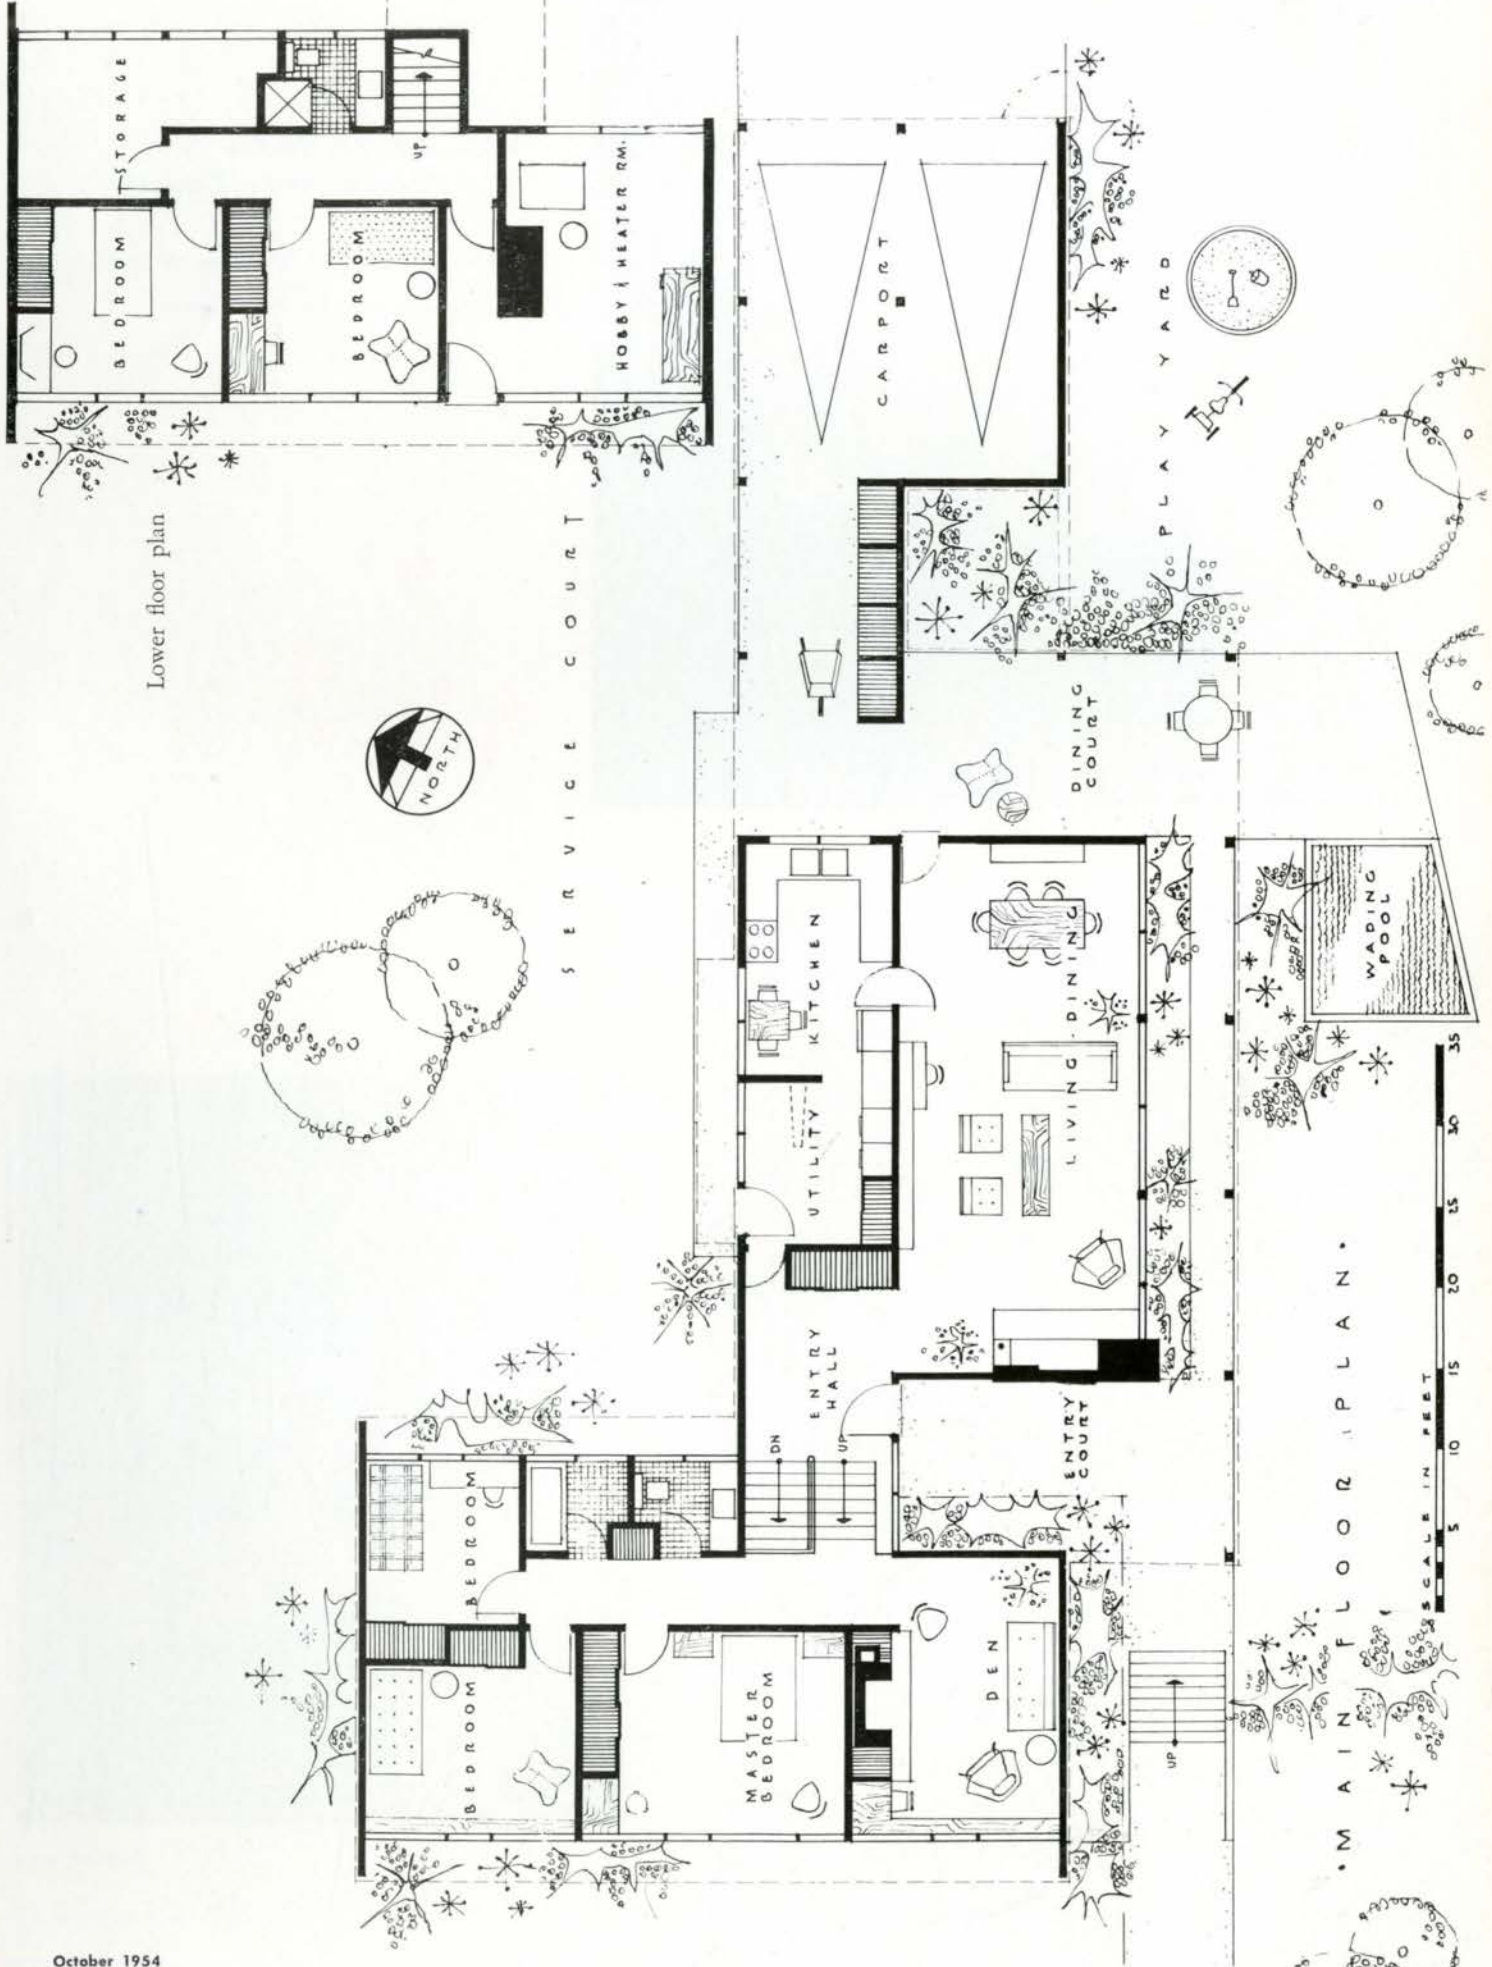 STORAGE
UP
BEDROOM
BEDROOM
HOBBY & HEATER RM.
Lower floor plan
NORTH
SERVICE COURT
CARPORT
PLAY YARD
DINING
COURT
WADING
POOL
KITCHEN
UTILITY
LIVING · DINING
ENTRY
HALL
DN
UP
ENTRY
COURT
BEDROOM
BEDROOM
MASTER
BEDROOM
DEN
UP
·MAIN FLOOR PLAN·
SCALE IN FEET
5 10 15 20 25 30 35
October 1954